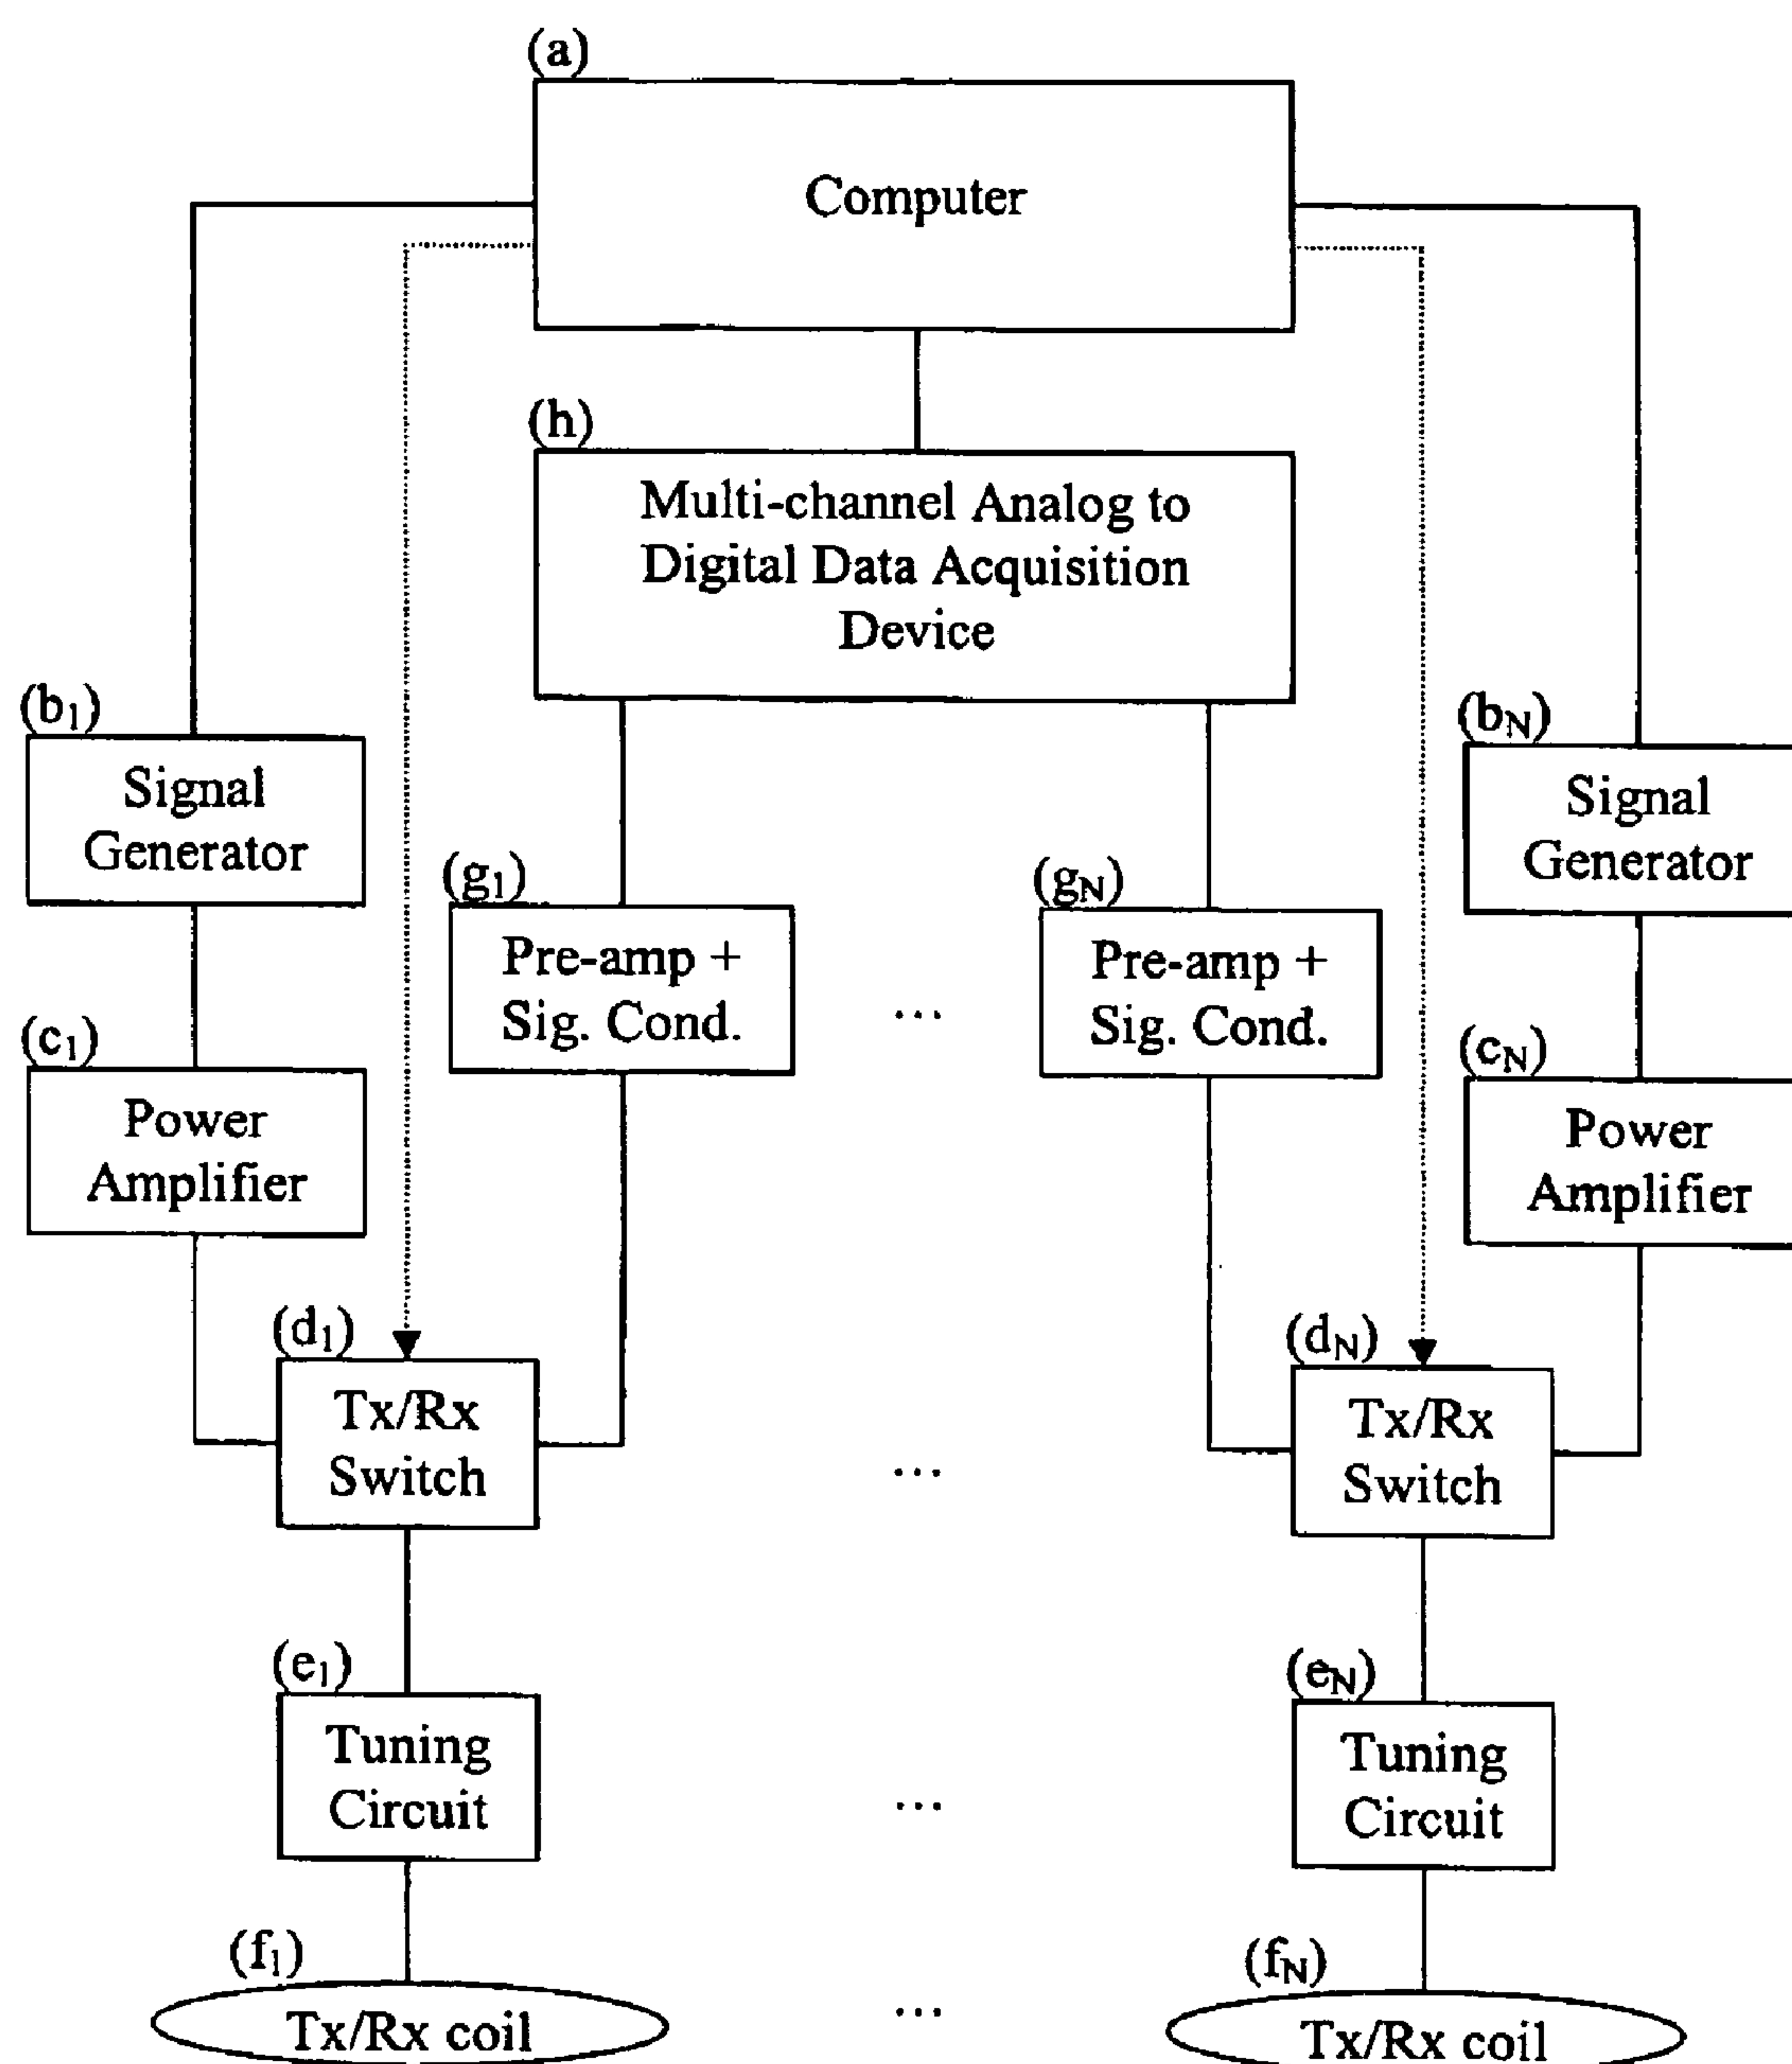 (a)
Computer
(h)
Multi-channel Analog to
Digital Data Acquisition
Device
(b1)
Signal
Generator
(bN)
Signal
Generator
(g1)
Pre-amp +
Sig. Cond.
...
(gN)
Pre-amp +
Sig. Cond.
(c1)
Power
Amplifier
(cN)
Power
Amplifier
(d1)
Tx/Rx
Switch
...
(dN)
Tx/Rx
Switch
(e1)
Tuning
Circuit
...
(eN)
Tuning
Circuit
(f1)
Tx/Rx coil
...
(fN)
Tx/Rx coil